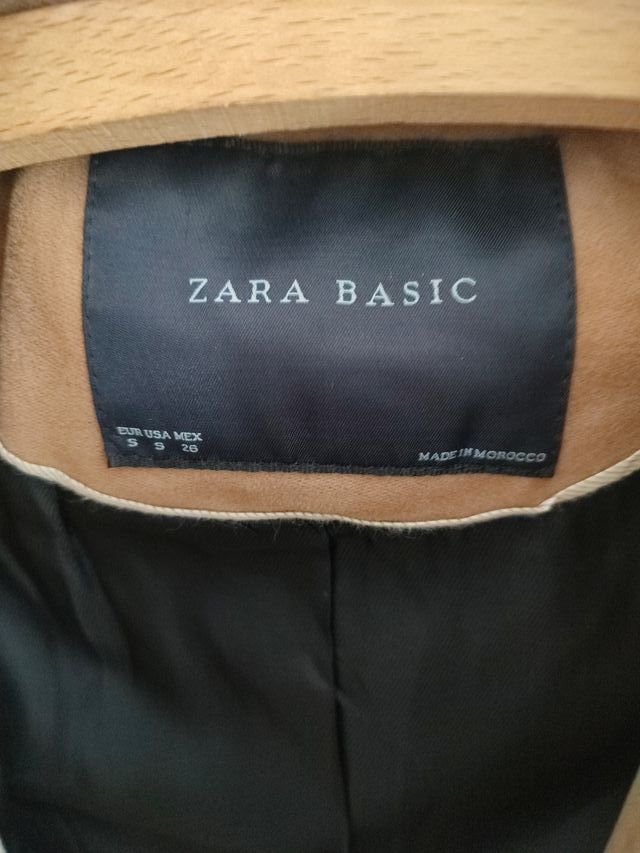 ZARA BASIC
EUR USA MEX
S S 26
MADE IN MOROCCO